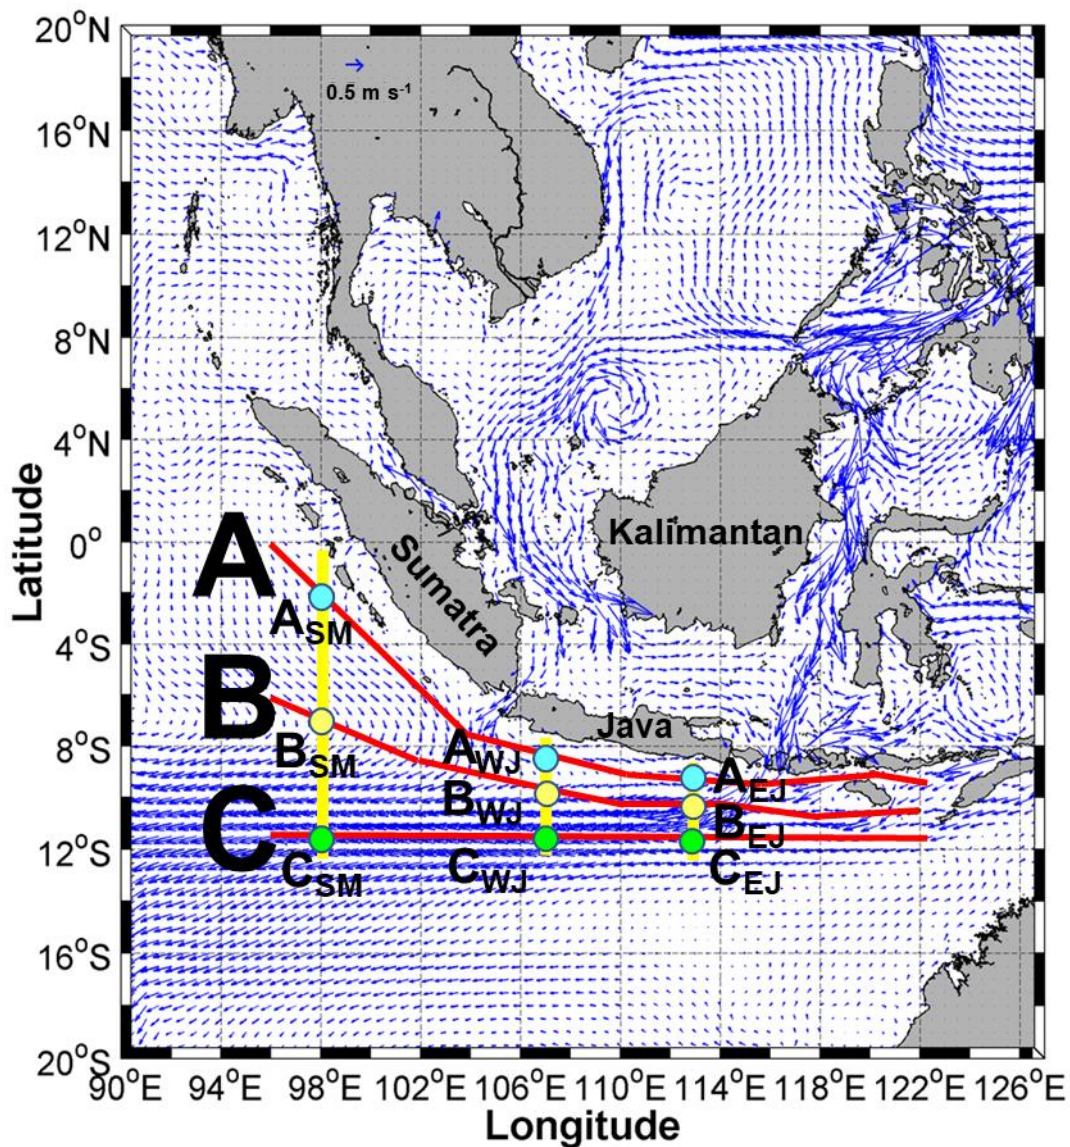 20°N
0.5 m s-1
16°N
12°N
8°N
4°N
Kalimantan
0°
A
Sumatra
ASM
4°S
B
Java
8°S
BSM
AWJ
AEJ
BWJ
BEJ
C
12°S
CSM
CWJ
CEJ
16°S
20°S
90°E 94°E 98°E 102°E 106°E 110°E 114°E 118°E 122°E 126°E
Longitude
Latitude